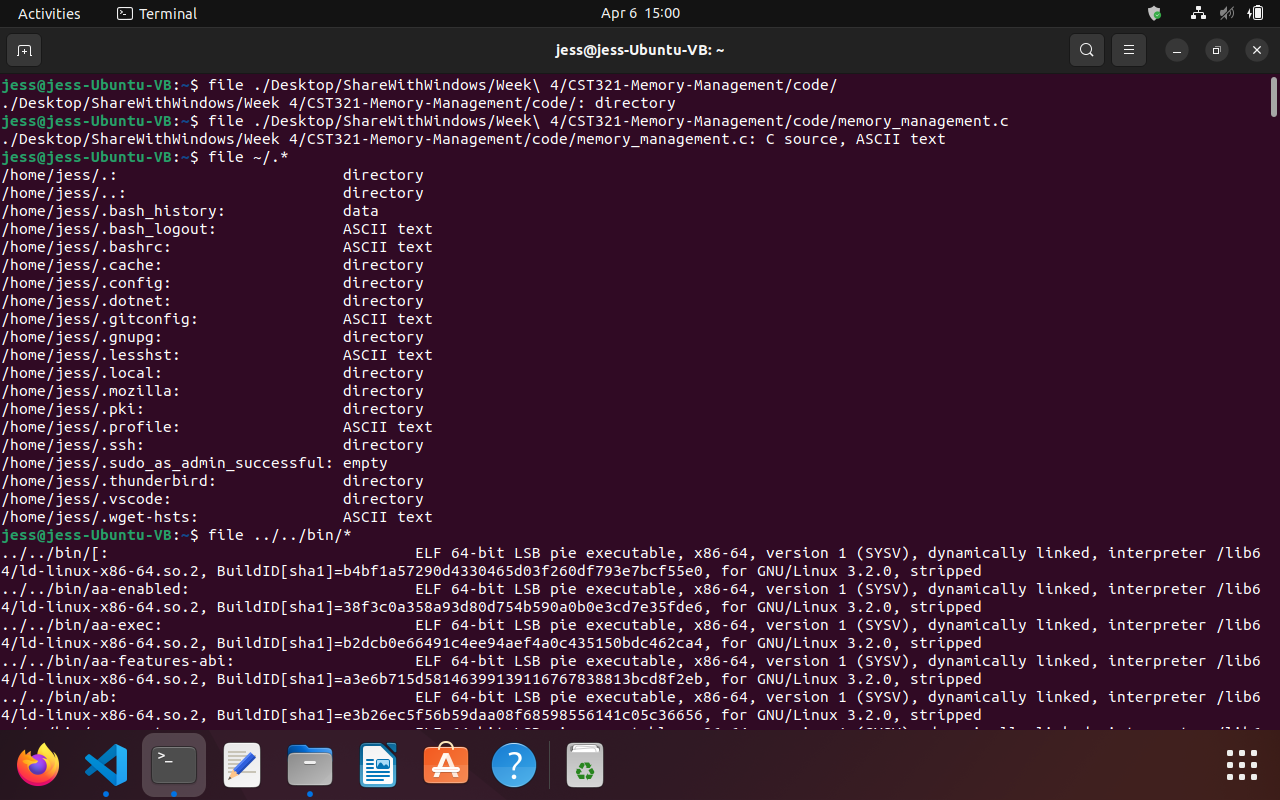 Activities Terminal Apr 6 15:00
jess@jess-Ubuntu-VB: ~
jess@jess-Ubuntu-VB:~$ file ./Desktop/ShareWithWindows/Week\ 4/CST321-Memory-Management/code/
./Desktop/ShareWithWindows/Week 4/CST321-Memory-Management/code/: directory
jess@jess-Ubuntu-VB:~$ file ./Desktop/ShareWithWindows/Week\ 4/CST321-Memory-Management/code/memory_management.c
./Desktop/ShareWithWindows/Week 4/CST321-Memory-Management/code/memory_management.c: C source, ASCII text
jess@jess-Ubuntu-VB:~$ file ~/.*
/home/jess/.: directory
/home/jess/..: directory
/home/jess/.bash_history: data
/home/jess/.bash_logout: ASCII text
/home/jess/.bashrc: ASCII text
/home/jess/.cache: directory
/home/jess/.config: directory
/home/jess/.dotnet: directory
/home/jess/.gitconfig: ASCII text
/home/jess/.gnupg: directory
/home/jess/.lesshst: ASCII text
/home/jess/.local: directory
/home/jess/.mozilla: directory
/home/jess/.pki: directory
/home/jess/.profile: ASCII text
/home/jess/.ssh: directory
/home/jess/.sudo_as_admin_successful: empty
/home/jess/.thunderbird: directory
/home/jess/.vscode: directory
/home/jess/.wget-hsts: ASCII text
jess@jess-Ubuntu-VB:~$ file ../../bin/*
../../bin/[: ELF 64-bit LSB pie executable, x86-64, version 1 (SYSV), dynamically linked, interpreter /lib6
4/ld-linux-x86-64.so.2, BuildID[sha1]=b4bf1a57290d4330465d03f260df793e7bcf55e0, for GNU/Linux 3.2.0, stripped
../../bin/aa-enabled: ELF 64-bit LSB pie executable, x86-64, version 1 (SYSV), dynamically linked, interpreter /lib6
4/ld-linux-x86-64.so.2, BuildID[sha1]=38f3c0a358a93d80d754b590a0b0e3cd7e35fde6, for GNU/Linux 3.2.0, stripped
../../bin/aa-exec: ELF 64-bit LSB pie executable, x86-64, version 1 (SYSV), dynamically linked, interpreter /lib6
4/ld-linux-x86-64.so.2, BuildID[sha1]=b2dcb0e66491c4ee94aef4a0c435150bdc462ca4, for GNU/Linux 3.2.0, stripped
../../bin/aa-features-abi: ELF 64-bit LSB pie executable, x86-64, version 1 (SYSV), dynamically linked, interpreter /lib6
4/ld-linux-x86-64.so.2, BuildID[sha1]=a3e6b715d58146399139116767838813bcd8f2eb, for GNU/Linux 3.2.0, stripped
../../bin/ab: ELF 64-bit LSB pie executable, x86-64, version 1 (SYSV), dynamically linked, interpreter /lib6
4/ld-linux-x86-64.so.2, BuildID[sha1]=e3b26ec5f56b59daa08f68598556141c05c36656, for GNU/Linux 3.2.0, stripped